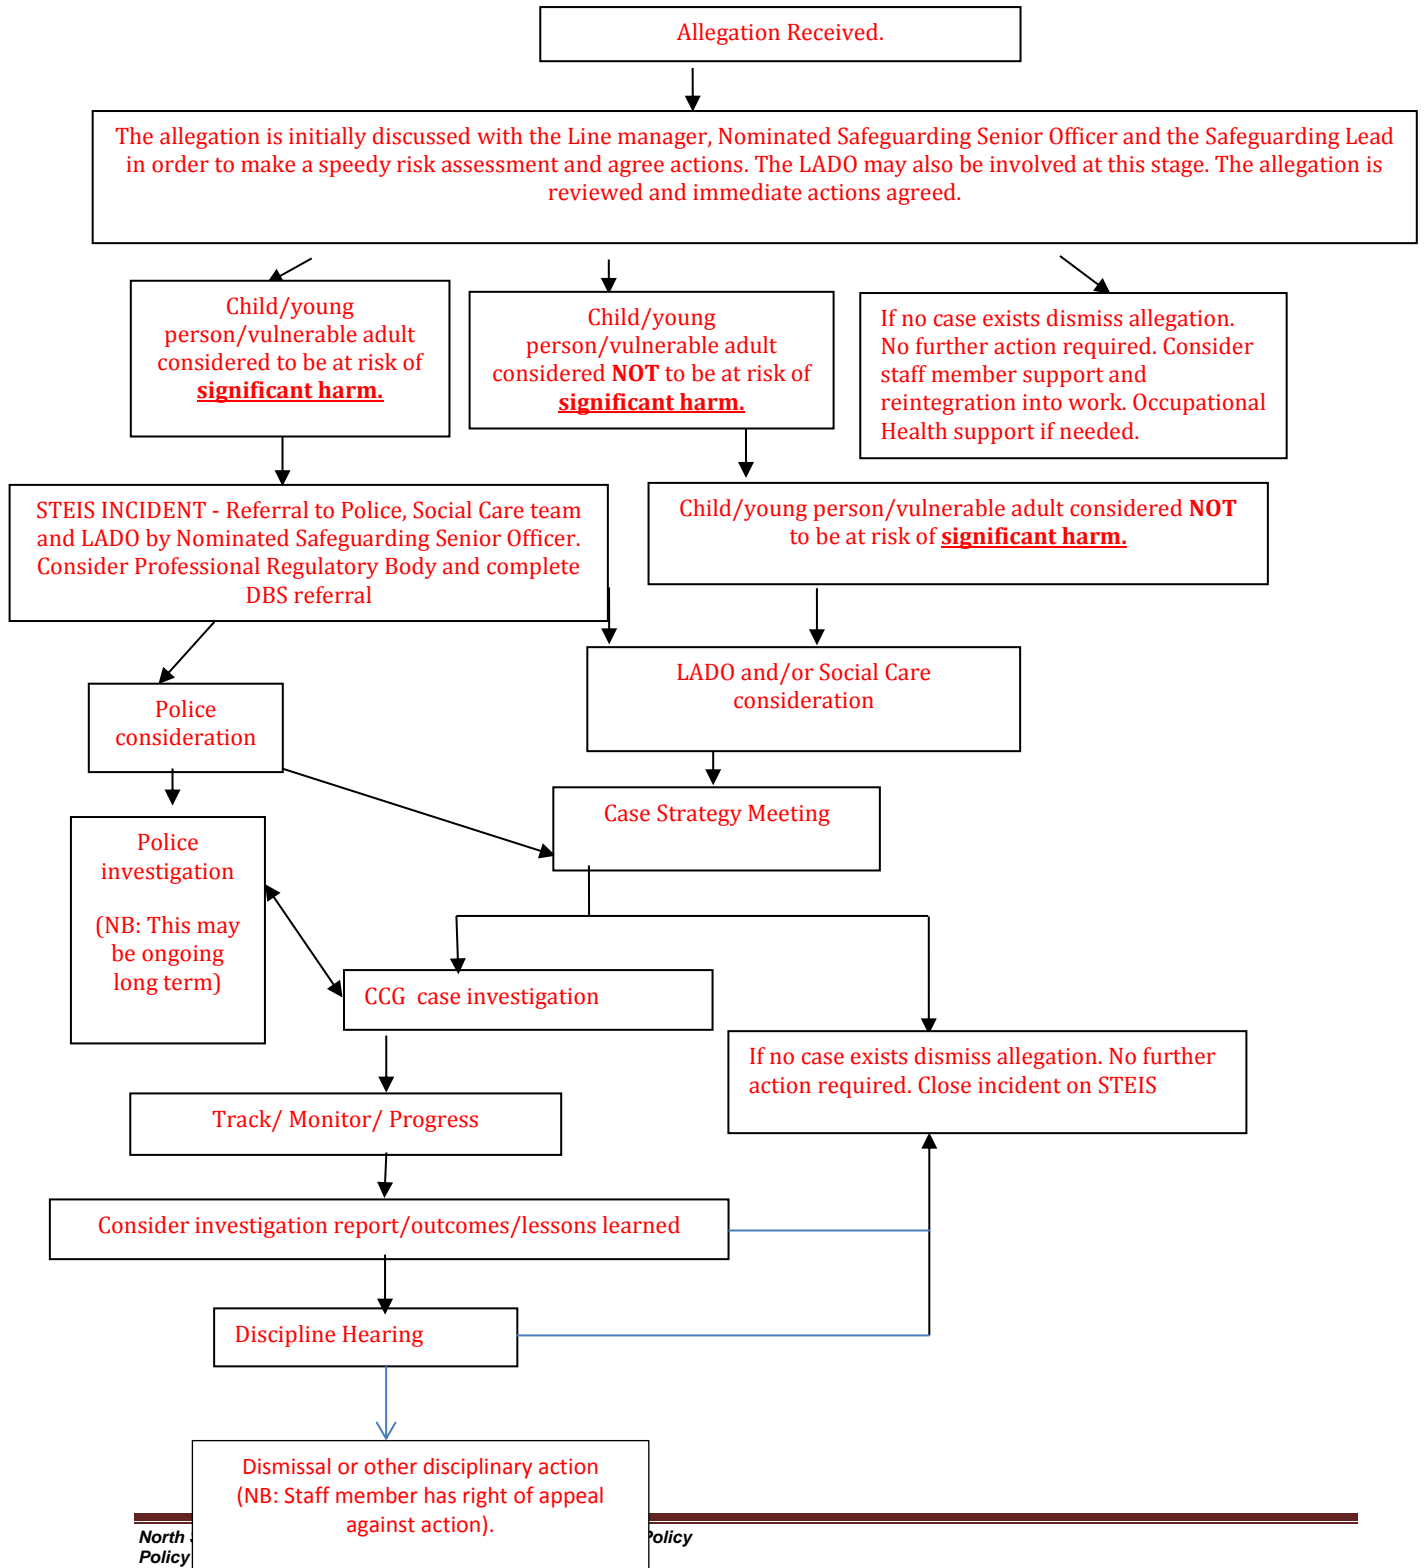 Allegation Received.
The allegation is initially discussed with the Line manager, Nominated Safeguarding Senior Officer and the Safeguarding Lead
in order to make a speedy risk assessment and agree actions. The LADO may also be involved at this stage. The allegation is
reviewed and immediate actions agreed.
Child/young
person/vulnerable adult
considered to be at risk of
significant harm.
Child/young
person/vulnerable adult
considered NOT to be at risk of
significant harm.
If no case exists dismiss allegation.
No further action required. Consider
staff member support and
reintegration into work. Occupational
Health support if needed.
STEIS INCIDENT - Referral to Police, Social Care team
and LADO by Nominated Safeguarding Senior Officer.
Consider Professional Regulatory Body and complete
DBS referral
Child/young person/vulnerable adult considered NOT
to be at risk of significant harm.
LADO and/or Social Care
consideration
Police
consideration
Case Strategy Meeting
Police
investigation
(NB: This may
be ongoing
long term)
CCG case investigation
If no case exists dismiss allegation. No further
action required. Close incident on STEIS
Track/ Monitor/ Progress
Consider investigation report/outcomes/lessons learned
Discipline Hearing
Dismissal or other disciplinary action
(NB: Staff member has right of appeal
against action).
North Policy
Policy